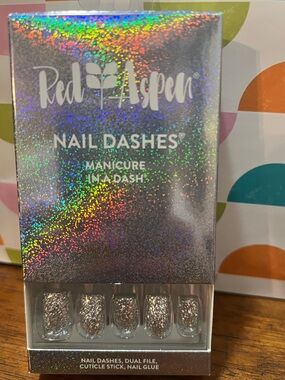 Red Aspen®
NAIL DASHES®
MANICURE
IN A DASH®
NAIL DASHES, DUAL FILE,
CUTICLE STICK, NAIL GLUE